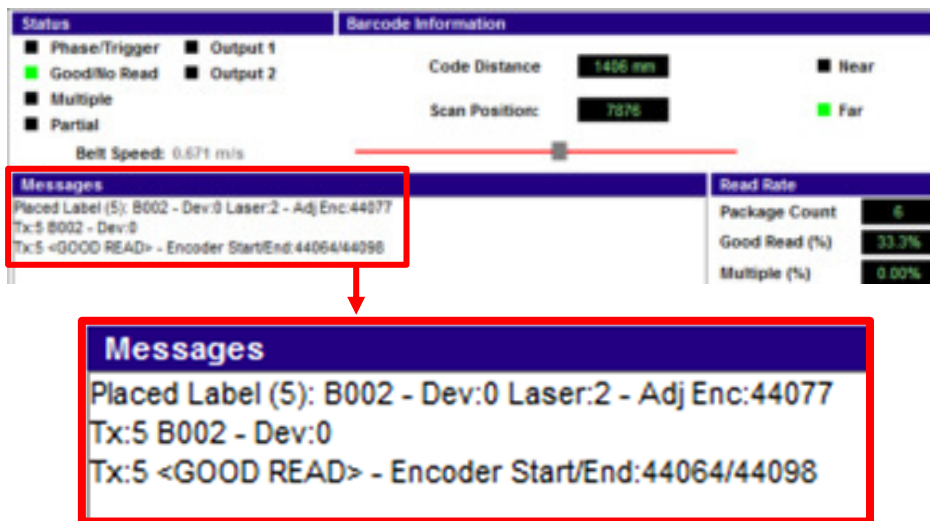 Status
Barcode Information
Phase/Trigger Output 1
Good/No Read Output 2
Multiple
Partial
Belt Speed: 0.671 m/s
Code Distance 1406 mm Near
Scan Position: 7876 Far
Messages
Placed Label (5): B002 - Dev:0 Laser:2 - Adj Enc:44077
Tx:5 B002 - Dev:0
Tx:5 <GOOD READ> - Encoder Start/End:44064/44098
Read Rate
Package Count 6
Good Read (%) 33.3%
Multiple (%) 0.00%
Messages
Placed Label (5): B002 - Dev:0 Laser:2 - Adj Enc:44077
Tx:5 B002 - Dev:0
Tx:5 <GOOD READ> - Encoder Start/End:44064/44098